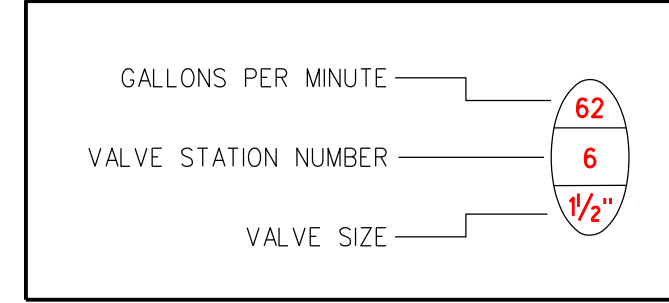 GALLONS PER MINUTE
62
VALVE STATION NUMBER
6
1½"
VALVE SIZE